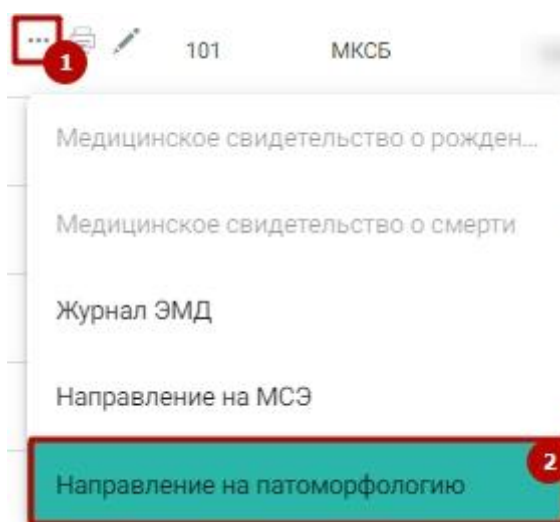 ... 1 101 МКСБ
Медицинское свидетельство о рожден...
Медицинское свидетельство о смерти
Журнал ЭМД
Направление на МСЭ
Направление на патоморфологию 2